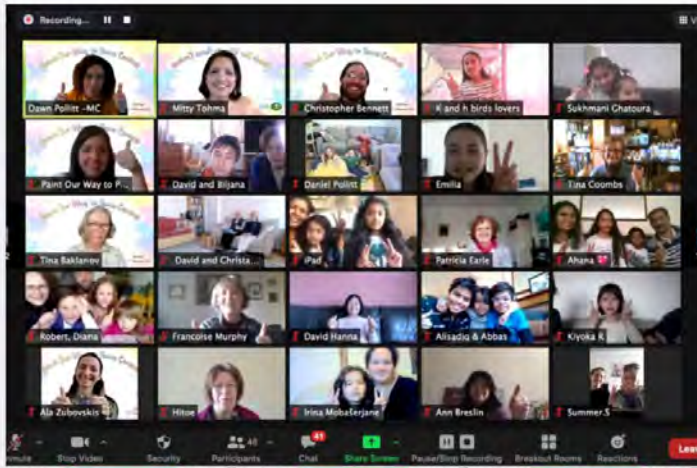 Recording...
Dawn Pollitt -MC
Mitty Tohma
Christopher Bennett
K and h birds lovers
Sukhmani Ghatoura
Paint Our Way to P...
David and Biljana
Daniel Politt
Emilia
Tina Coombs
Tina Baklanov
David and Christa...
iPad
Patricia Earle
Ahana
Robert, Diana
Francoise Murphy
David Hanna
Alisadiq & Abbas
Kiyoka K
Ala Zubovskis
Hitoe
Irina Mobaserjane
Ann Breslin
Summer.S
Stop Video
Security
Participants
48
Chat
41
Share Screen
Pause/Stop Recording
Breakout Rooms
Reactions